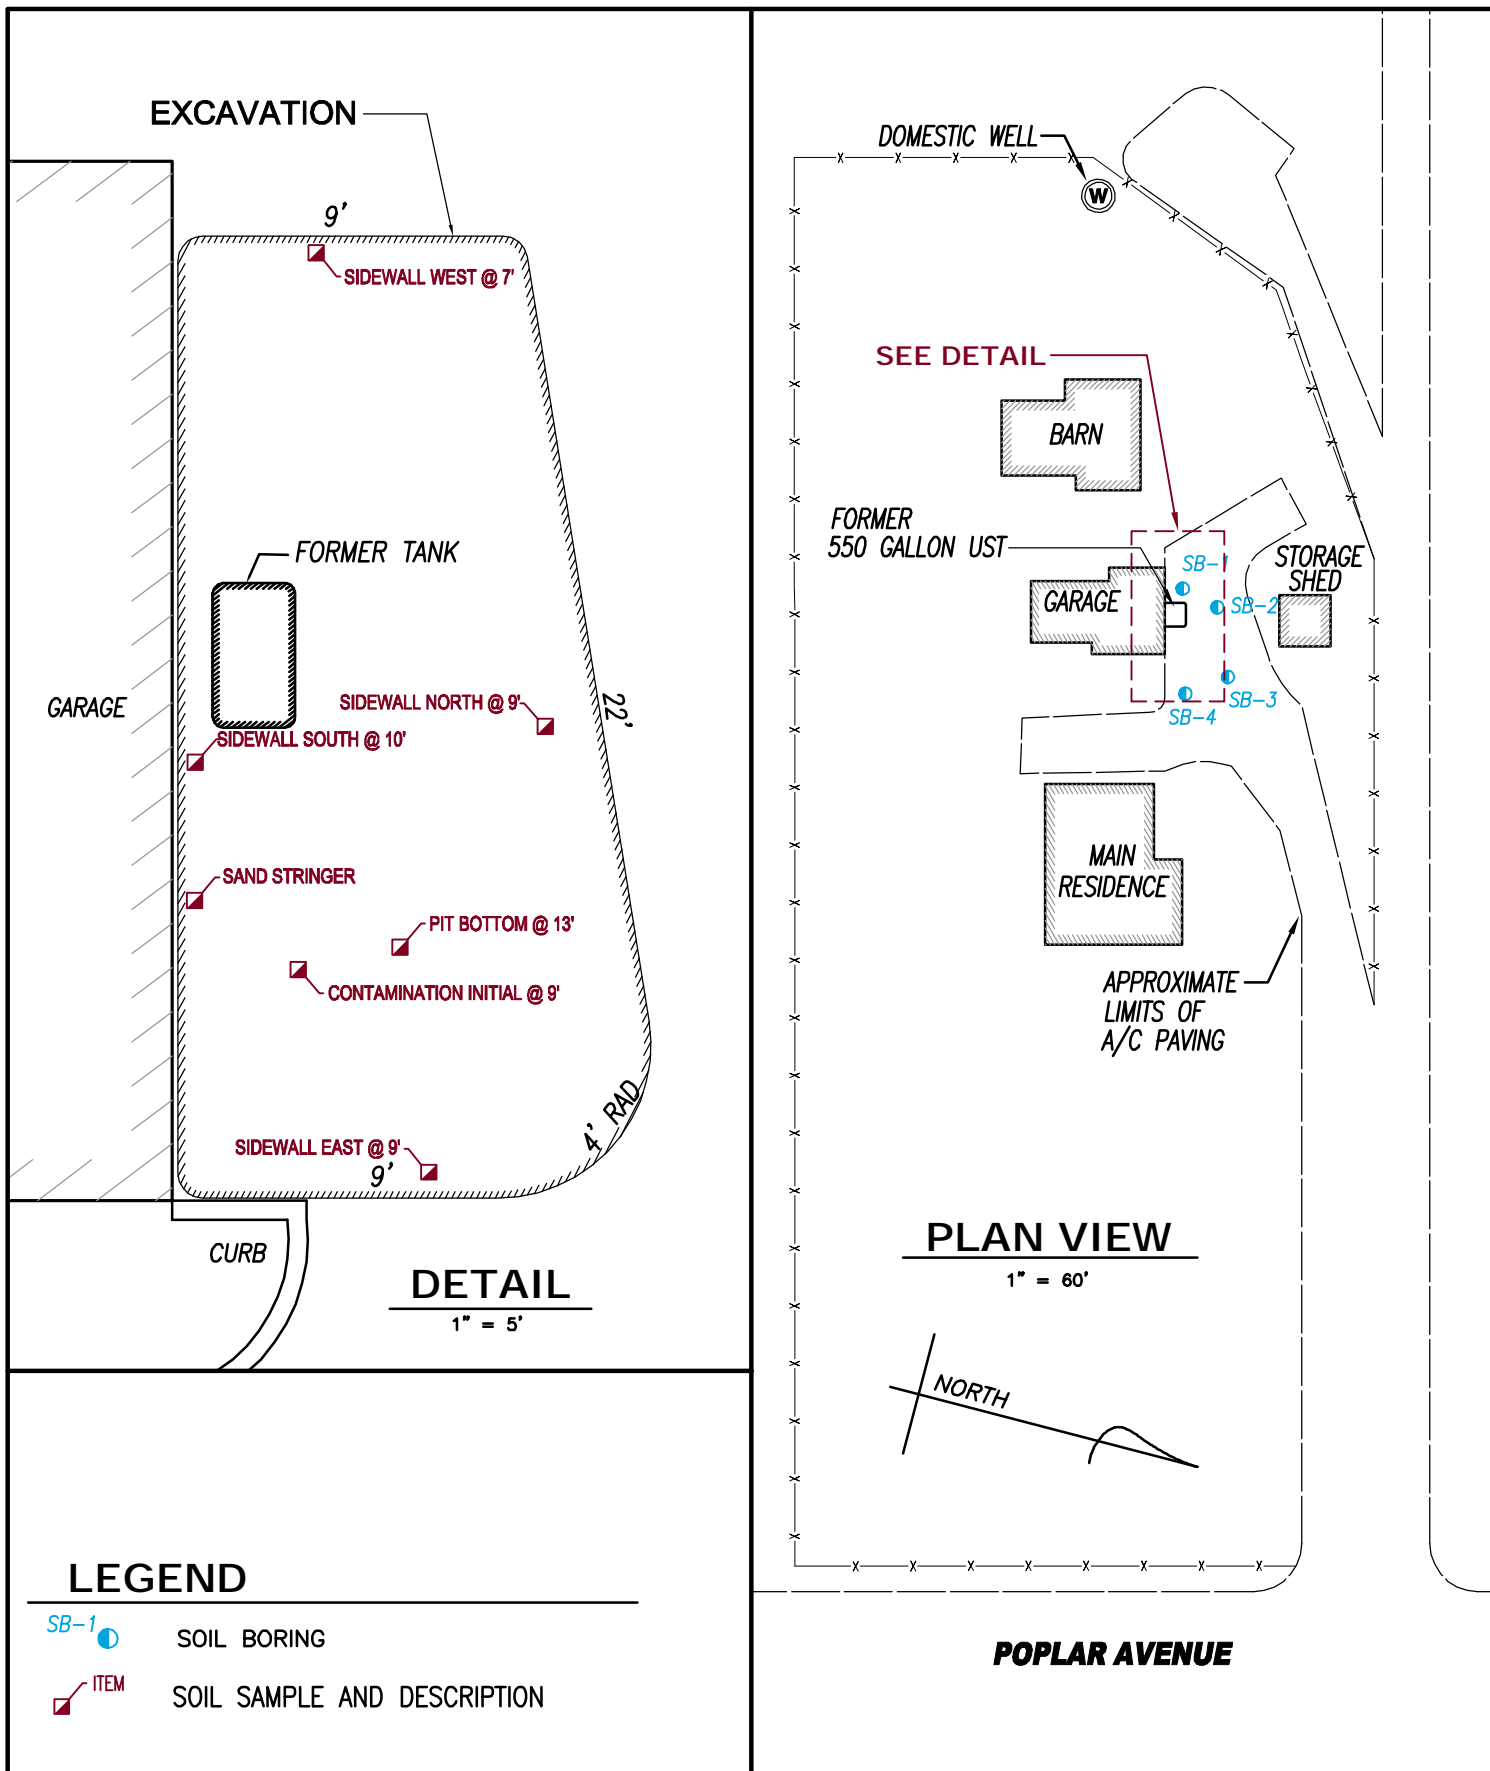 EXCAVATION
9'
SIDEWALL WEST @ 7'
FORMER TANK
GARAGE
SIDEWALL NORTH @ 9'
22'
SIDEWALL SOUTH @ 10'
SAND STRINGER
PIT BOTTOM @ 13'
CONTAMINATION INITIAL @ 9'
4' RAD
SIDEWALL EAST @ 9'
9'
CURB
DETAIL
1" = 5'
LEGEND
SB-1
SOIL BORING
ITEM
SOIL SAMPLE AND DESCRIPTION
DOMESTIC WELL
W
SEE DETAIL
BARN
FORMER
550 GALLON UST
SB-1
STORAGE
SHED
GARAGE
SB-2
SB-3
SB-4
MAIN
RESIDENCE
APPROXIMATE
LIMITS OF
A/C PAVING
PLAN VIEW
1" = 60'
NORTH
POPLAR AVENUE